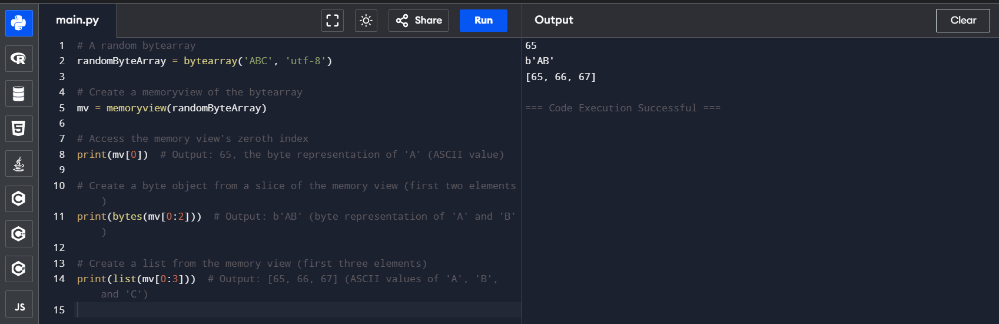 main.py
Share
Run
Output
Clear
1 # A random bytearray
2 randomByteArray = bytearray('ABC', 'utf-8')
3
4 # Create a memoryview of the bytearray
5 mv = memoryview(randomByteArray)
6
7 # Access the memory view's zeroth index
8 print(mv[0])  # Output: 65, the byte representation of 'A' (ASCII value)
9
10 # Create a byte object from a slice of the memory view (first two elements
)
11 print(bytes(mv[0:2]))  # Output: b'AB' (byte representation of 'A' and 'B'
)
12
13 # Create a list from the memory view (first three elements)
14 print(list(mv[0:3]))  # Output: [65, 66, 67] (ASCII values of 'A', 'B',
and 'C')
15
65
b'AB'
[65, 66, 67]
=== Code Execution Successful ===
R
5
C
C++
C#
JS